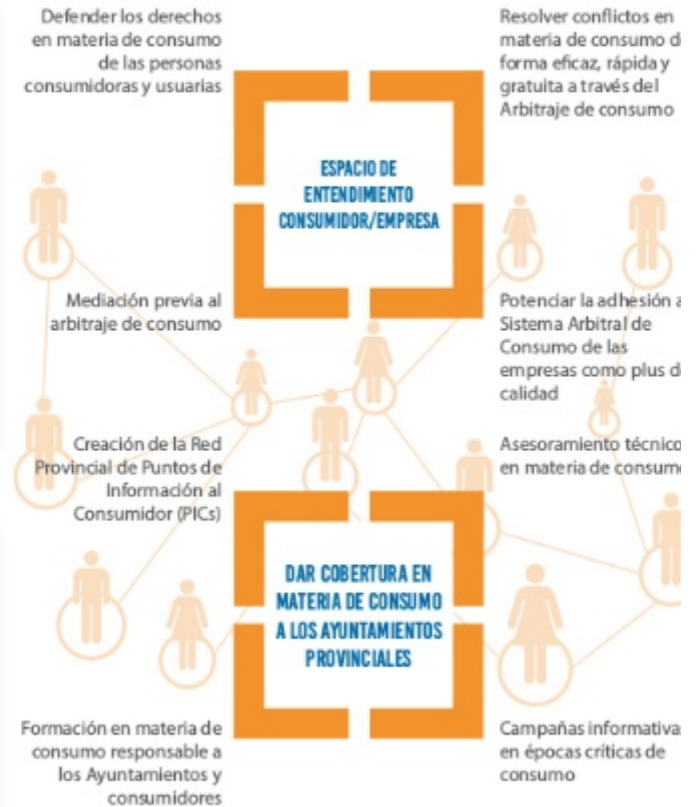 Defender los derechos
en materia de consumo
de las personas
consumidoras y usuarias
Resolver conflictos en
materia de consumo d
forma eficaz, rápida y
gratuita a través del
Arbitraje de consumo
ESPACIO DE
ENTENDIMIENTO
CONSUMIDOR/EMPRESA
Mediación previa al
arbitraje de consumo
Potenciar la adhesión a
Sistema Arbitral de
Consumo de las
empresas como plus d
calidad
Creación de la Red
Provincial de Puntos de
Información al
Consumidor (PICs)
Asesoramiento técnico
en materia de consum
DAR COBERTURA EN
MATERIA DE CONSUMO
A LOS AYUNTAMIENTOS
PROVINCIALES
Formación en materia de
consumo responsable a
los Ayuntamientos y
consumidores
Campañas informativas
en épocas críticas de
consumo